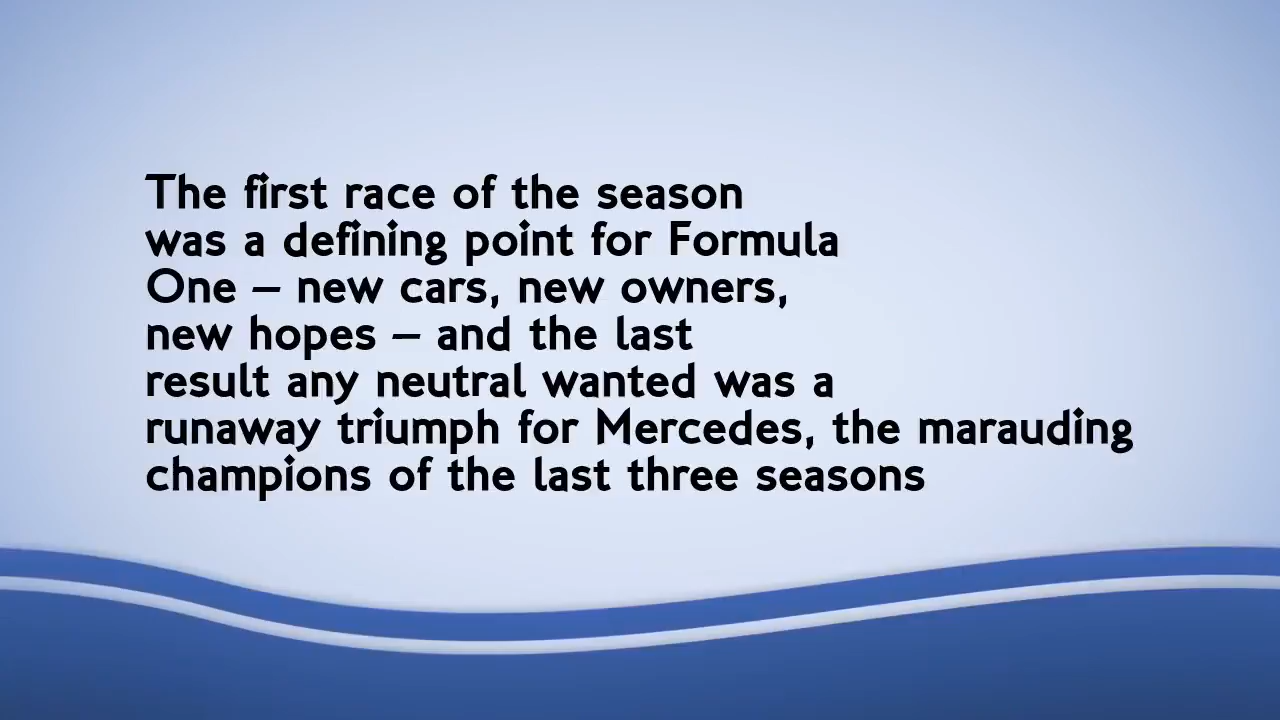 The first race of the season
was a defining point for Formula
One – new cars, new owners,
new hopes – and the last
result any neutral wanted was a
runaway triumph for Mercedes, the marauding
champions of the last three seasons